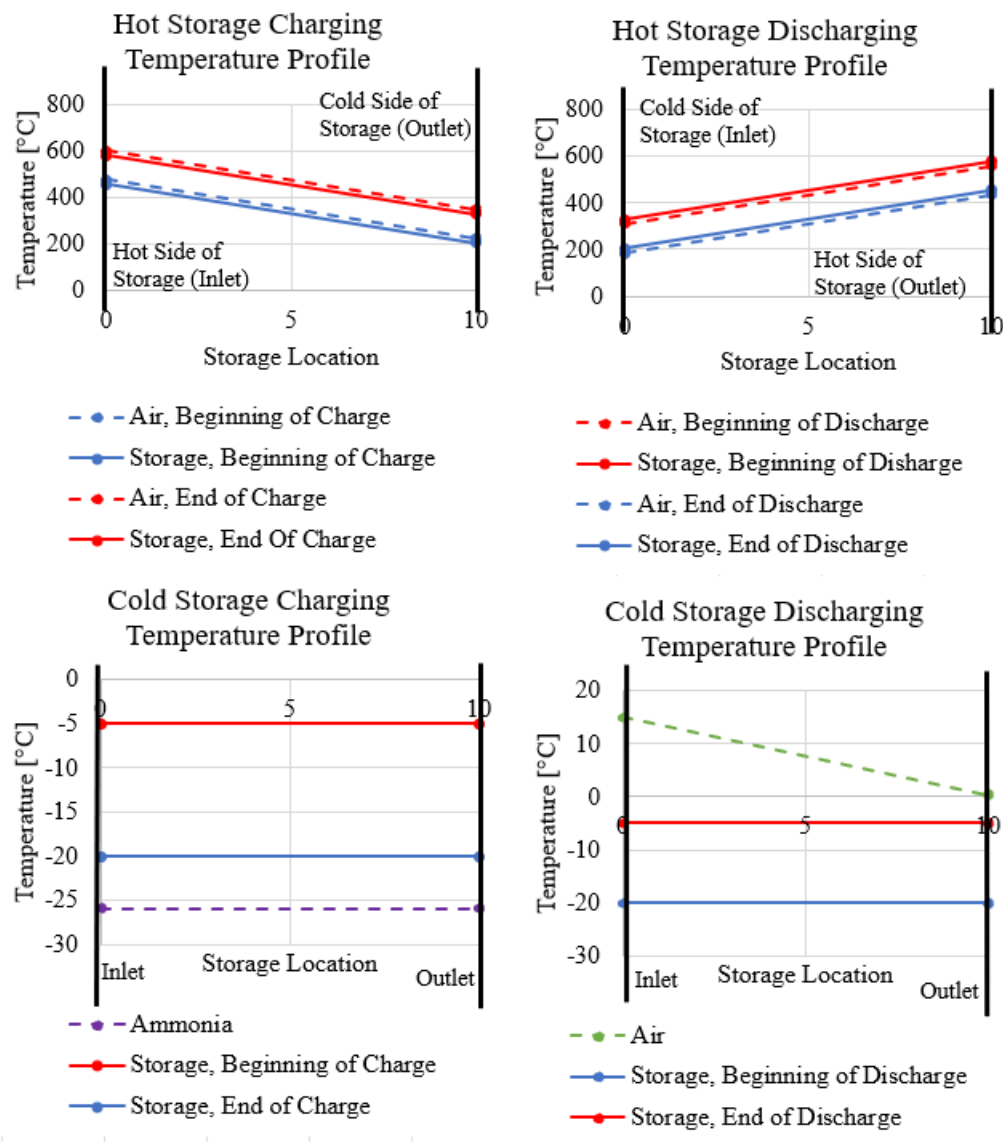 Hot Storage Charging
Temperature Profile
Temperature [°C]
800
600
400
200
0
Cold Side of
Storage (Outlet)
Hot Side of
Storage (Inlet)
0
5
10
Storage Location
Air, Beginning of Charge
Storage, Beginning of Charge
Air, End of Charge
Storage, End Of Charge
Hot Storage Discharging
Temperature Profile
Temperature [°C]
800
600
400
200
0
Cold Side of
Storage (Inlet)
Hot Side of
Storage (Outlet)
0
5
10
Storage Location
Air, Beginning of Discharge
Storage, Beginning of Disharge
Air, End of Discharge
Storage, End of Discharge
Cold Storage Charging
Temperature Profile
Temperature [°C]
0
-5
-10
-15
-20
-25
-30
0
5
10
Inlet
Storage Location
Outlet
Ammonia
Storage, Beginning of Charge
Storage, End of Charge
Cold Storage Discharging
Temperature Profile
Temperature [°C]
20
10
0
-10
-20
-30
0
5
10
Inlet
Storage Location
Outlet
Air
Storage, Beginning of Discharge
Storage, End of Discharge